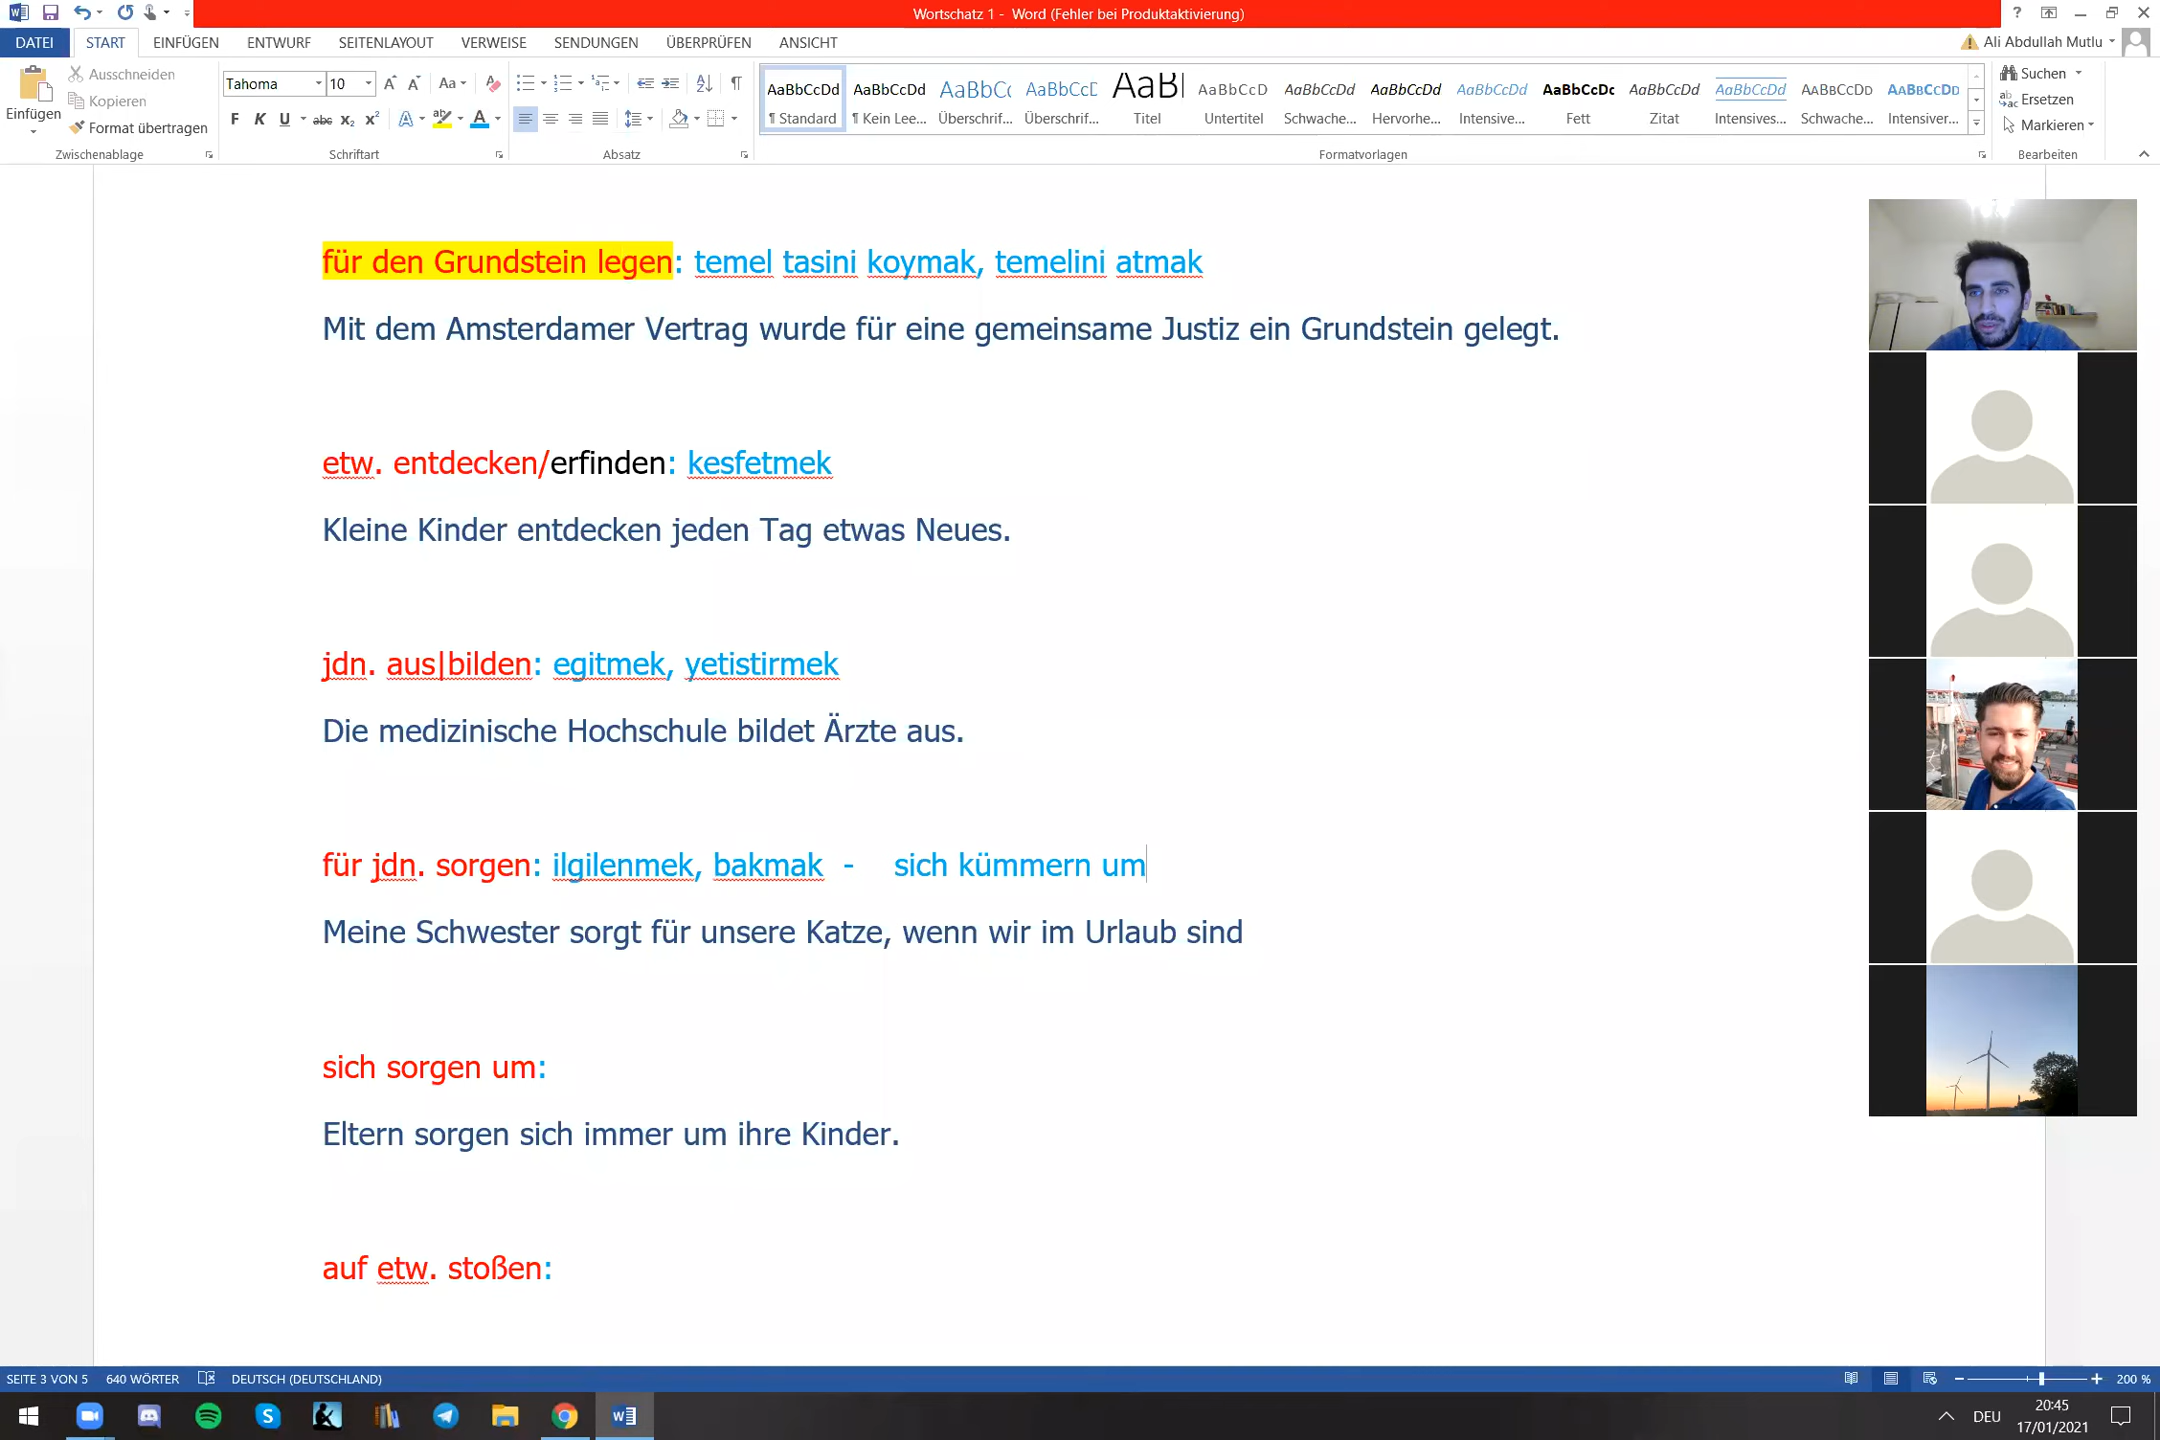 Wortschatz 1 - Word (Fehler bei Produktaktivierung)
DATEI START EINFÜGEN ENTWURF SEITENLAYOUT VERWEISE SENDUNGEN ÜBERPRÜFEN ANSICHT Ali Abdullah Mutlu
Einfügen
Ausschneiden
Kopieren
Format übertragen
Zwischenablage
Tahoma 10
Aa
F K U abc x₂ x² A A
Schriftart
Absatz
AaBbCcDd AaBbCcDd AaBbCc AaBbCcD AaBl AaBbCcD AaBbCcDd AaBbCcDd AaBbCcDd AaBbCcDc AaBbCcDd AaBbCcDd AaBbCcDd AaBbCcDd
¶ Standard ¶ Kein Lee... Überschrif... Überschrif... Titel Untertitel Schwache... Hervorhe... Intensive... Fett Zitat Intensives... Schwache... Intensiver...
Formatvorlagen
Suchen
Ersetzen
Markieren
Bearbeiten
für den Grundstein legen: temel tasini koymak, temelini atmak
Mit dem Amsterdamer Vertrag wurde für eine gemeinsame Justiz ein Grundstein gelegt.
etw. entdecken/erfinden: kesfetmek
Kleine Kinder entdecken jeden Tag etwas Neues.
jdn. aus|bilden: egitmek, yetistirmek
Die medizinische Hochschule bildet Ärzte aus.
für jdn. sorgen: ilgilenmek, bakmak - sich kümmern um
Meine Schwester sorgt für unsere Katze, wenn wir im Urlaub sind
sich sorgen um:
Eltern sorgen sich immer um ihre Kinder.
auf etw. stoßen:
SEITE 3 VON 5 640 WÖRTER DEUTSCH (DEUTSCHLAND) 200 %
DEU 20:45
17/01/2021